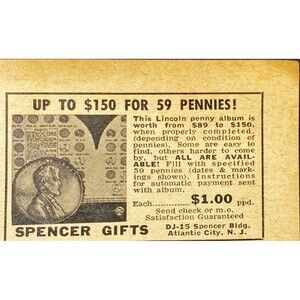 UP TO $150 FOR 59 PENNIES!
This Lincoln penny album is
worth from $89 to $150,
when properly completed,
(depending on condition of
pennies). Some are easy to
find, others harder to come
by, but ALL ARE AVAIL-
ABLE! Fill with specified
59 pennies (dates & mark-
ings shown). Instructions
for automatic payment sent
with album.
Each........$1.00 ppd.
Send check or m.o.
Satisfaction Guaranteed
SPENCER GIFTS
DJ-15 Spencer Bldg.
Atlantic City, N. J.